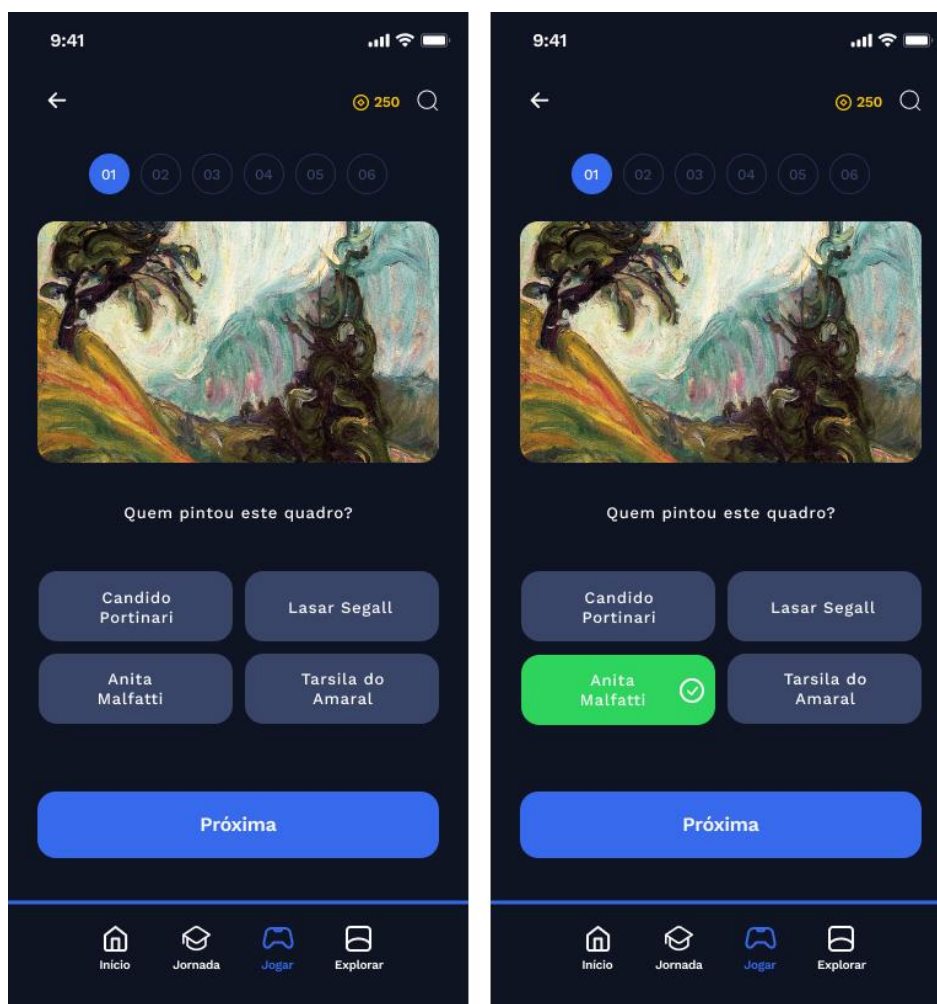 9:41
250
01 02 03 04 05 06
Quem pintou este quadro?
Candido
Portinari
Lasar Segall
Anita
Malfatti
Tarsila do
Amaral
Próxima
Início Jornada Jogar Explorar
9:41
250
01 02 03 04 05 06
Quem pintou este quadro?
Candido
Portinari
Lasar Segall
Anita
Malfatti
Tarsila do
Amaral
Próxima
Início Jornada Jogar Explorar